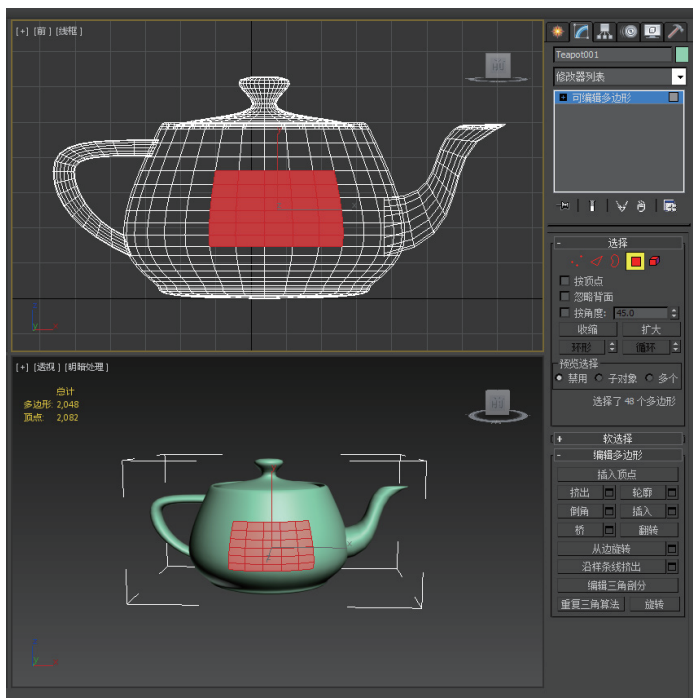 [+] [前] [线框]
前
Teapot001
修改器列表
可编辑多边形
选择
按顶点
忽略背面
按角度: 45.0
收缩 扩大
环形 循环
预览选择
禁用 子对象 多个
选择了 48 个多边形
软选择
编辑多边形
插入顶点
挤出 轮廓
倒角 插入
桥 翻转
从边旋转
沿样条线挤出
编辑三角剖分
重复三角算法 旋转
[+] [透视] [明暗处理]
总计
多边形: 2,048
顶点: 2,082
前